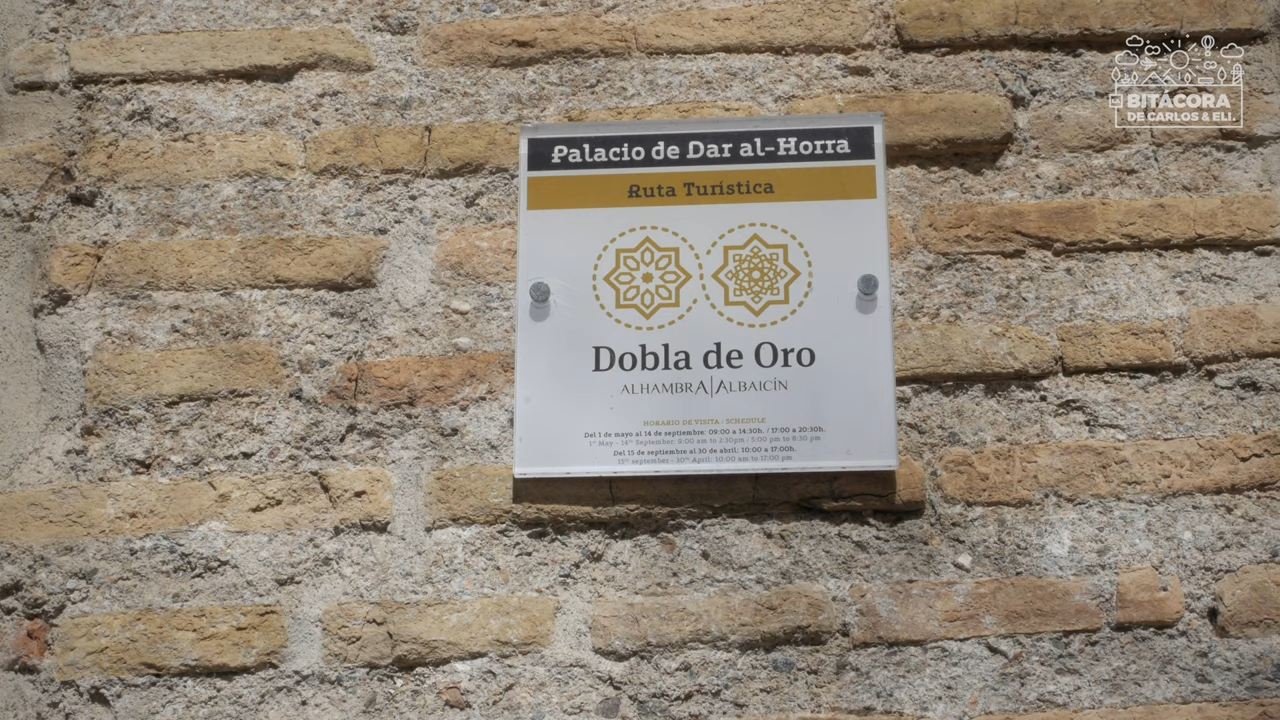 BITÁCORA
DE CARLOS & ELI.
Palacio de Dar al-Horra
Ruta Turística
Dobla de Oro
ALHAMBRA|ALBAICÍN
HORARIO DE VISITA / SCHEDULE
Del 1 de mayo al 14 de septiembre: 09:00 a 14:30h. / 17:00 a 20:30h.
1st May - 14th September: 9:00 am to 2:30pm / 5:00 pm to 8:30 pm
Del 15 de septiembre al 30 de abril: 10:00 a 17:00h.
15th september - 30th April: 10:00 am to 17:00 pm